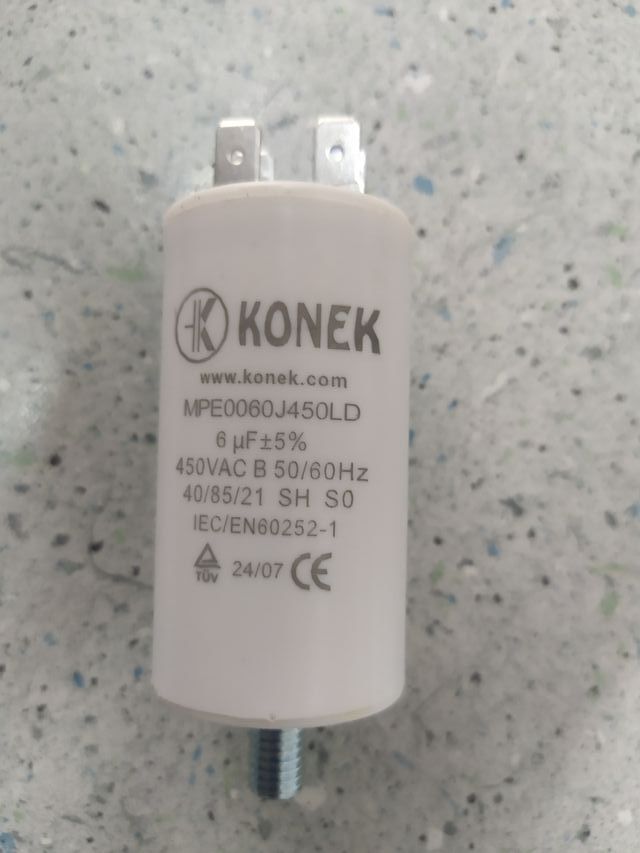 KONEK
www.konek.com
MPE0060J450LD
6 µF±5%
450VAC B 50/60Hz
40/85/21 SH S0
IEC/EN60252-1
TÜV 24/07 CE